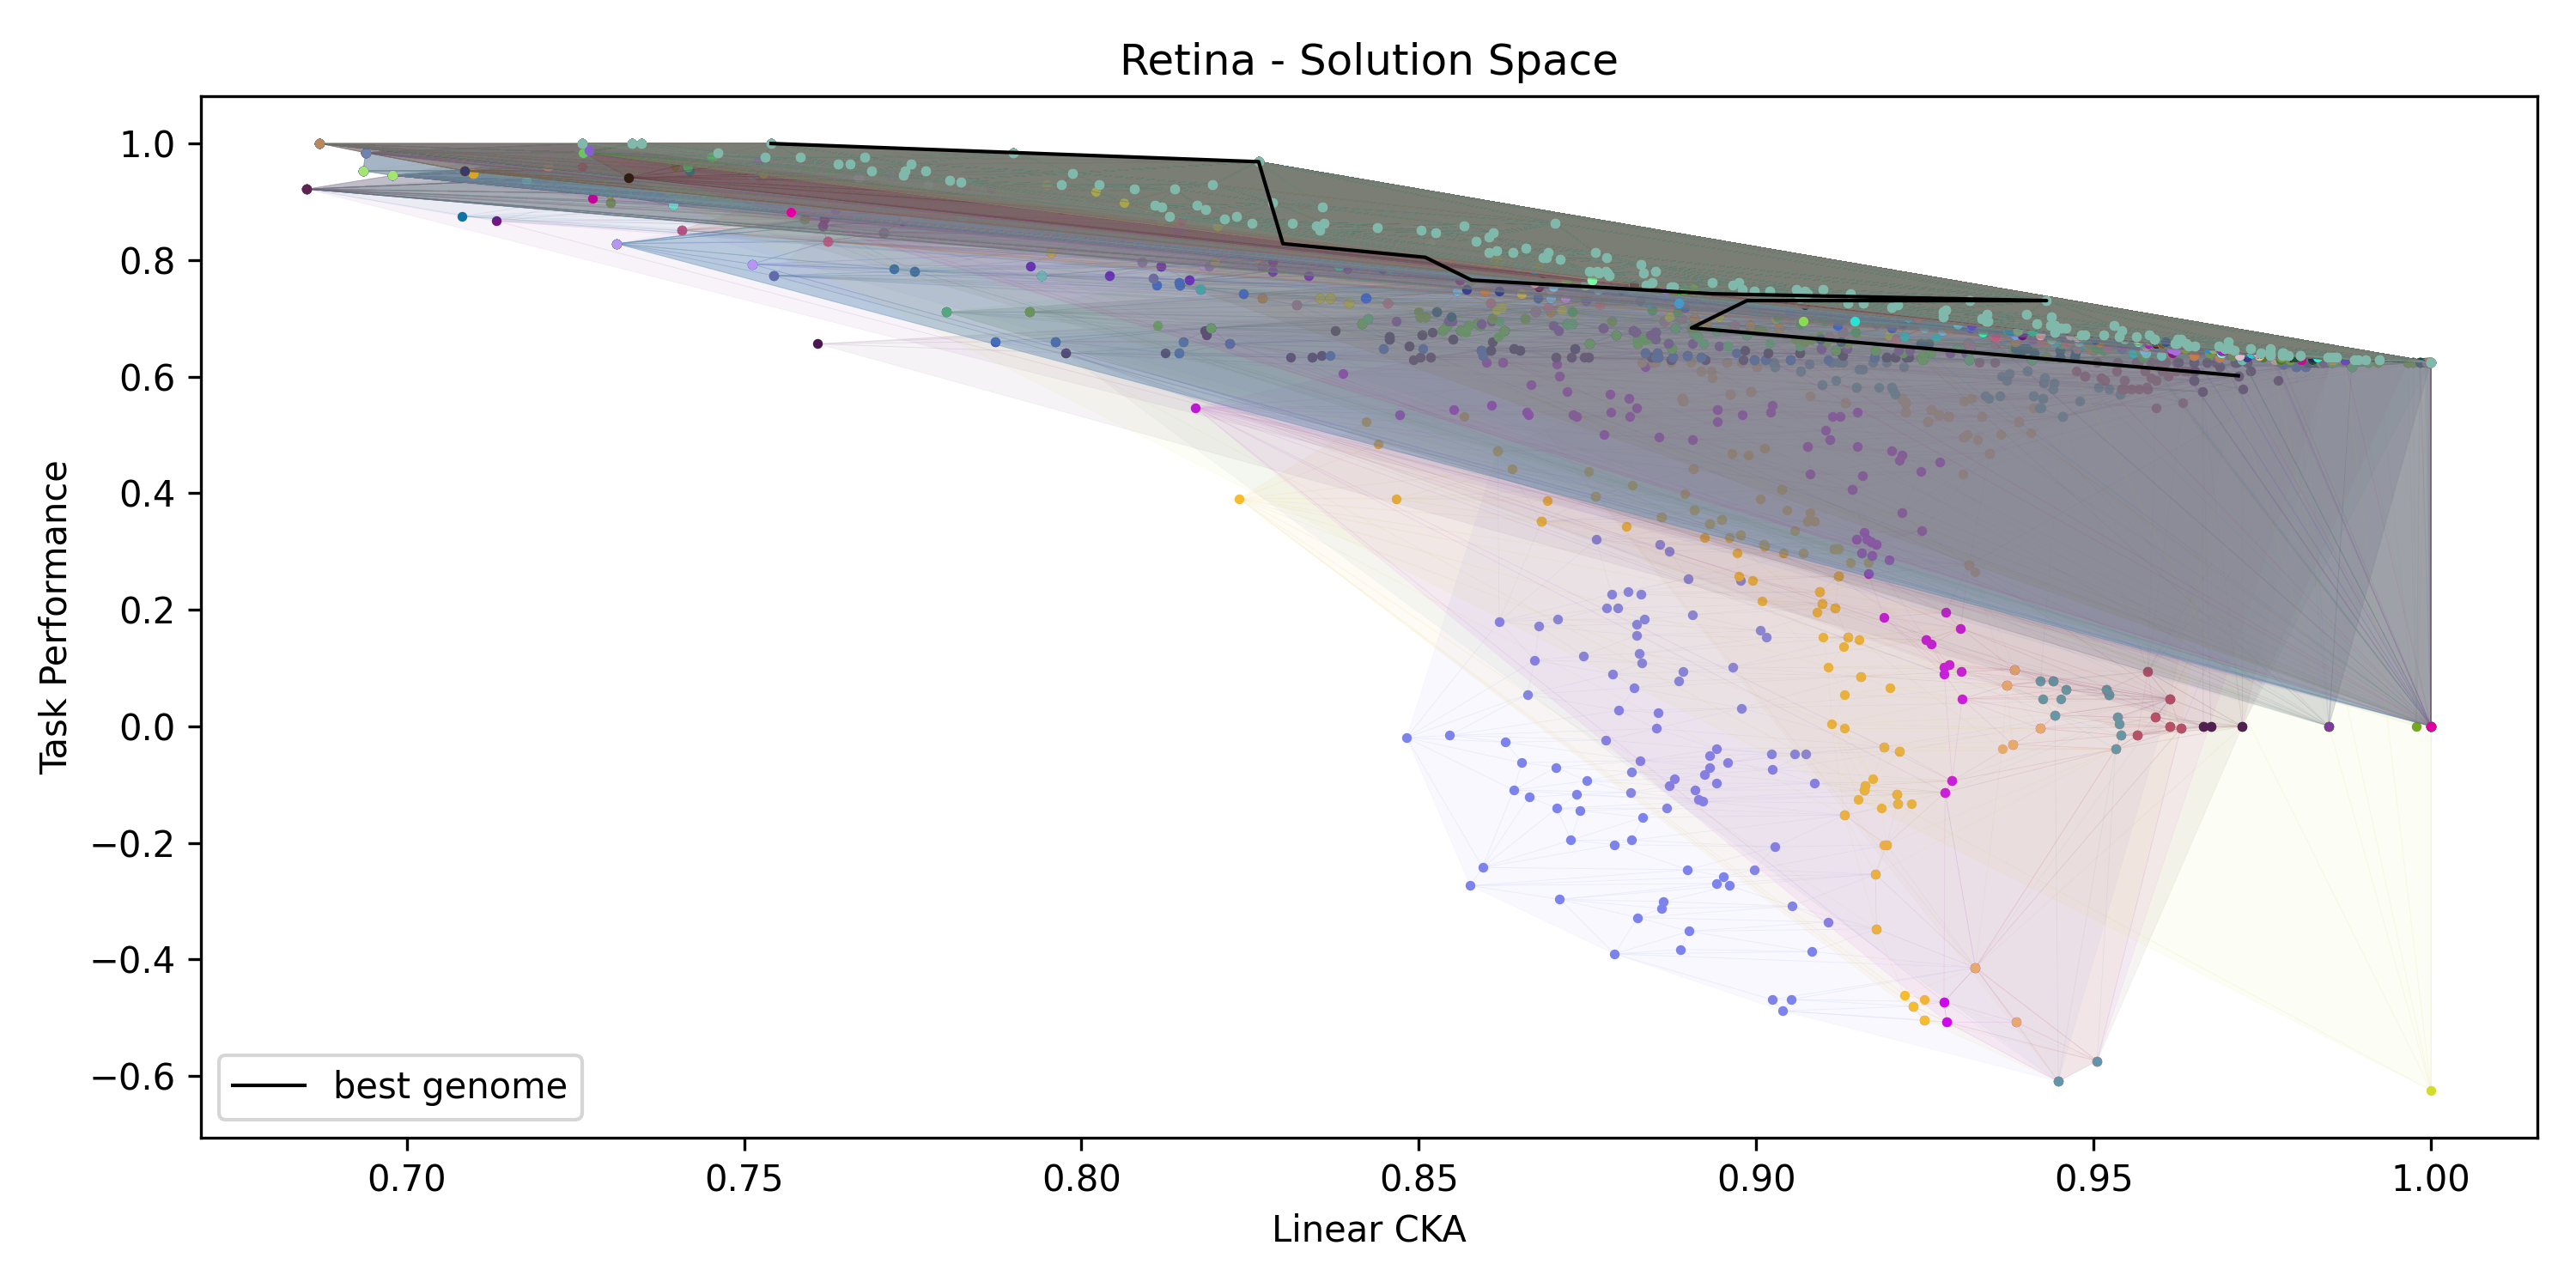 Retina - Solution Space
Task Performance
1.0
0.8
0.6
0.4
0.2
0.0
−0.2
−0.4
−0.6
best genome
0.70 0.75 0.80 0.85 0.90 0.95 1.00
Linear CKA